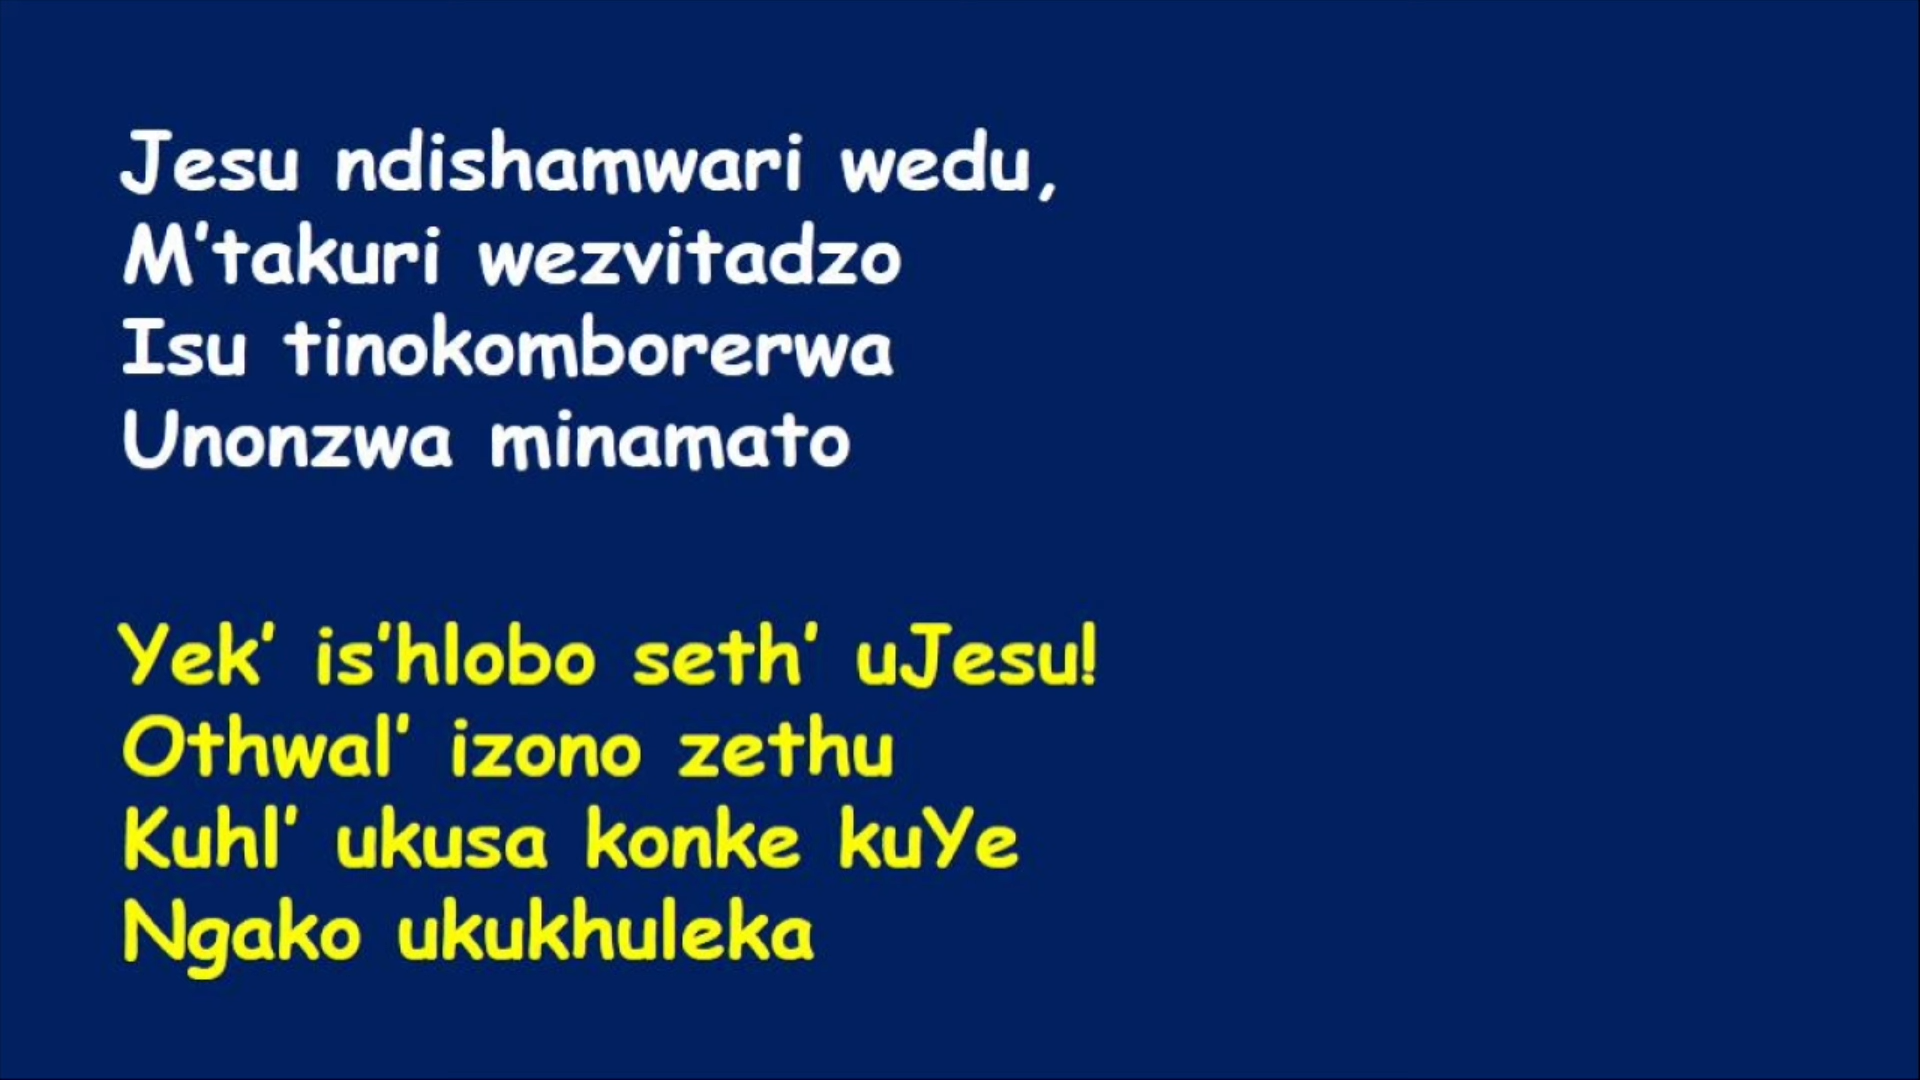 Jesu ndishamwari wedu,
M'takuri wezvitadzo
Isu tinokomborerwa
Unonzwa minamato
Yek' is'hlobo seth' uJesu!
Othwal' izono zethu
Kuhl' ukusa konke kuYe
Ngako ukukhuleka